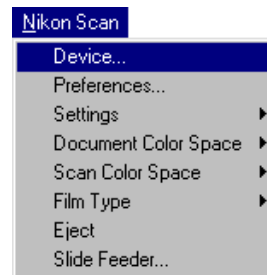 Nikon Scan
Device...
Preferences...
Settings
Document Color Space
Scan Color Space
Film Type
Eject
Slide Feeder...